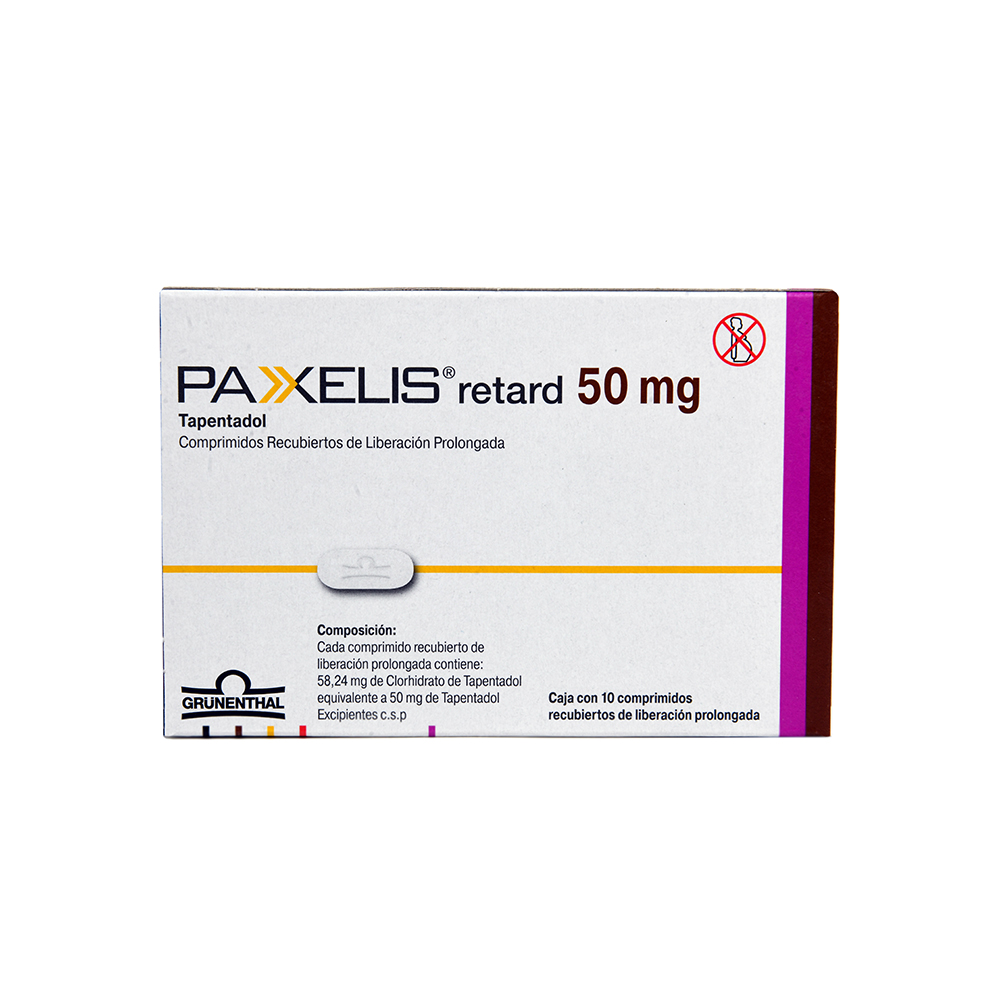 PAXXELIS® retard 50 mg
Tapentadol
Comprimidos Recubiertos de Liberación Prolongada
Composición:
Cada comprimido recubierto de
liberación prolongada contiene:
58,24 mg de Clorhidrato de Tapentadol
equivalente a 50 mg de Tapentadol
Excipientes c.s.p
GRÜNENTHAL
Caja con 10 comprimidos
recubiertos de liberación prolongada